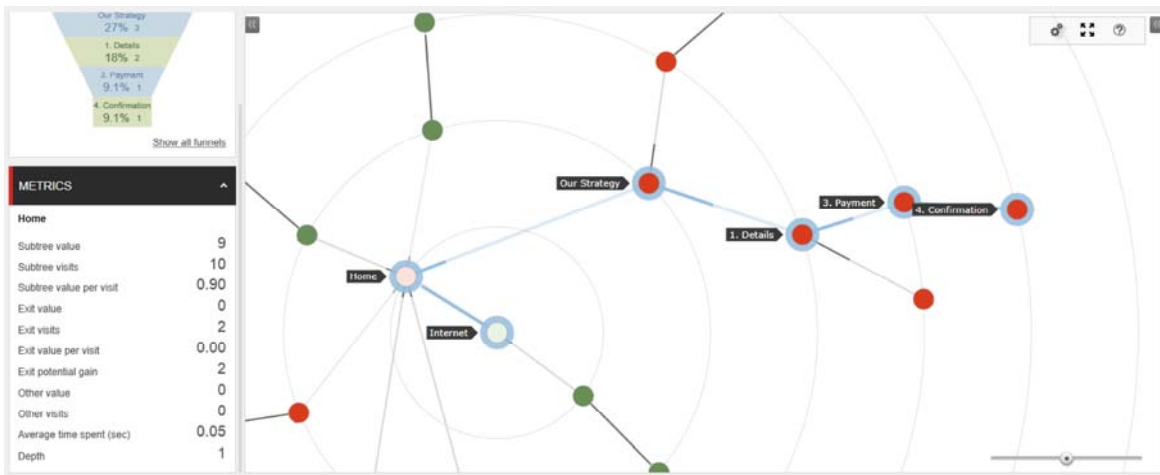 Our Strategy
27% 3
1. Details
18% 2
3. Payment
9.1% 1
4. Confirmation
9.1% 1
Show all funnels
METRICS
Home
Subtree value 9
Subtree visits 10
Subtree value per visit 0.90
Exit value 0
Exit visits 2
Exit value per visit 0.00
Exit potential gain 2
Other value 0
Other visits 0
Average time spent (sec) 0.05
Depth 1
Our Strategy
3. Payment
4. Confirmation
1. Details
Home
Internet